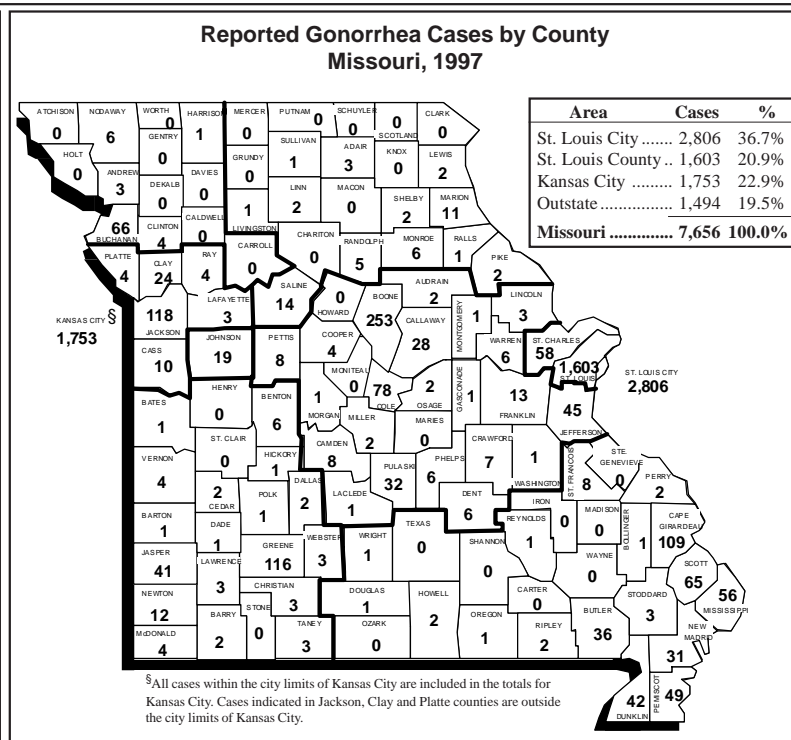 Reported Gonorrhea Cases by County
Missouri, 1997
Area Cases %
St. Louis City ....... 2,806 36.7%
St. Louis County .. 1,603 20.9%
Kansas City ......... 1,753 22.9%
Outstate ............... 1,494 19.5%
Missouri .............. 7,656 100.0%
ATCHISON
0
NODAWAY
6
WORTH
0
HARRISON
1
MERCER
0
PUTNAM
0
SCHUYLER
0
SCOTLAND
0
CLARK
0
HOLT
0
ANDREW
3
GENTRY
0
DEKALB
0
DAVIES
0
GRUNDY
0
SULLIVAN
1
ADAIR
3
KNOX
0
LEWIS
2
LINN
2
MACON
0
SHELBY
2
MARION
11
66
BUCHANAN
CLINTON
4
CALDWELL
0
1
LIVINGSTON
CARROLL
0
CHARITON
0
RANDOLPH
5
MONROE
6
RALLS
1
PIKE
2
PLATTE
4
CLAY
24
RAY
4
SALINE
14
0
HOWARD
BOONE
253
AUDRAIN
2
LINCOLN
3
KANSAS CITY §
1,753
118
JACKSON
LAFAYETTE
3
COOPER
4
CALLAWAY
28
MONTGOMERY
1
WARREN
6
ST. CHARLES
58
1,603
ST. LOUIS
ST. LOUIS CITY
2,806
CASS
10
JOHNSON
19
PETTIS
8
MONITEAU
0
78
COLE
2
OSAGE
GASCONADE
1
13
FRANKLIN
45
JEFFERSON
BATES
1
HENRY
0
BENTON
6
1
MORGAN
MILLER
2
MARIES
0
VERNON
4
ST. CLAIR
0
HICKORY
1
CAMDEN
8
PULASKI
32
PHELPS
6
CRAWFORD
7
1
WASHINGTON
ST. FRANCOIS
8
STE.
GENEVIEVE
0
PERRY
2
2
CEDAR
POLK
1
DALLAS
2
LACLEDE
1
DENT
6
IRON
0
MADISON
0
BOLLINGER
1
CAPE
GIRARDEAU
109
BARTON
1
DADE
1
GREENE
116
WEBSTER
3
WRIGHT
1
TEXAS
0
SHANNON
0
REYNOLDS
1
WAYNE
0
SCOTT
65
JASPER
41
LAWRENCE
3
CHRISTIAN
3
DOUGLAS
1
HOWELL
2
CARTER
0
STODDARD
3
56
MISSISSIPPI
NEWTON
12
BARRY
2
STONE
0
TANEY
3
OZARK
0
OREGON
1
RIPLEY
2
BUTLER
36
NEW
MADRID
31
McDONALD
4
42
DUNKLIN
PEMISCOT
49
§All cases within the city limits of Kansas City are included in the totals for
Kansas City. Cases indicated in Jackson, Clay and Platte counties are outside
the city limits of Kansas City.